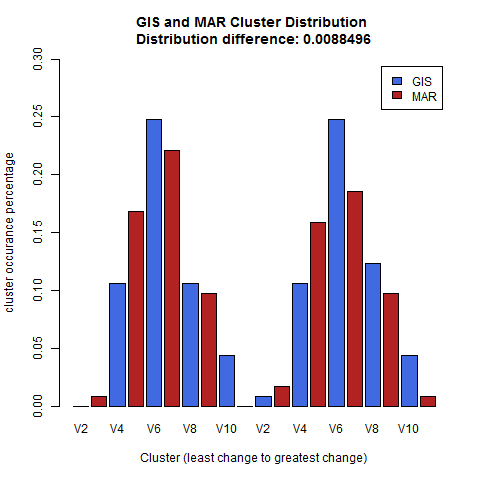 GIS and MAR Cluster Distribution
Distribution difference: 0.0088496
GIS
MAR
cluster occurance percentage
0.30
0.25
0.20
0.15
0.10
0.05
0.00
V2 V4 V6 V8 V10 V2 V4 V6 V8 V10
Cluster (least change to greatest change)